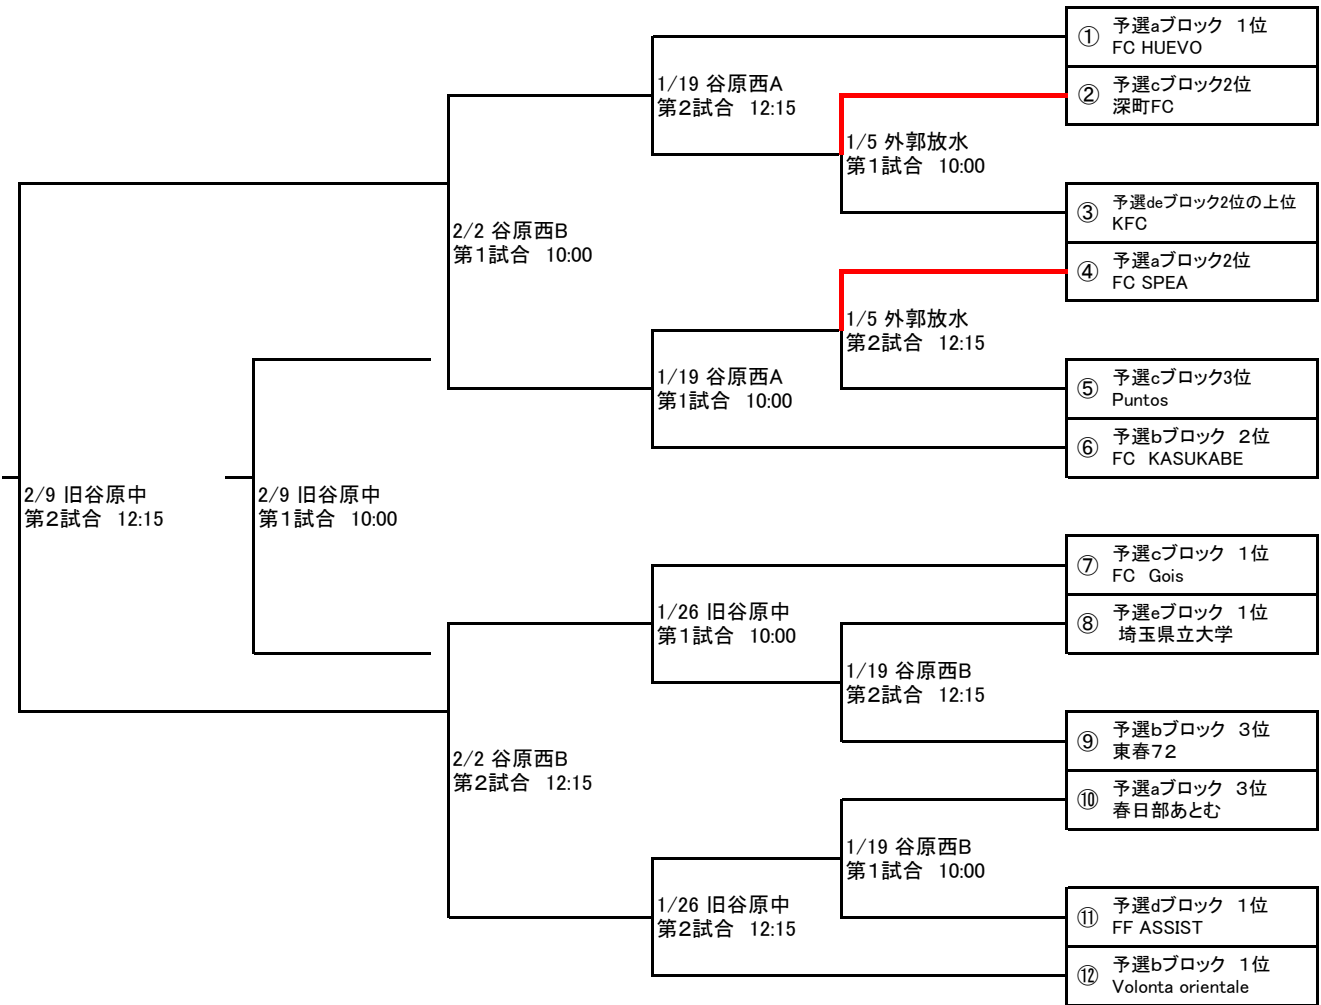 ① 予選aブロック　１位
FC HUEVO
② 予選cブロック2位
深町FC
③ 予選deブロック2位の上位
KFC
④ 予選aブロック2位
FC SPEA
⑤ 予選cブロック3位
Puntos
⑥ 予選bブロック　２位
FC　KASUKABE
⑦ 予選cブロック　１位
FC　Gois
⑧ 予選eブロック　１位
埼玉県立大学
⑨ 予選bブロック　３位
東春７２
⑩ 予選aブロック　３位
春日部あとむ
⑪ 予選dブロック　１位
FF ASSIST
⑫ 予選bブロック　１位
Volonta orientale
1/5 外郭放水
第１試合　10:00
1/5 外郭放水
第２試合　12:15
1/19 谷原西B
第２試合　12:15
1/19 谷原西B
第１試合　10:00
1/19 谷原西A
第２試合　12:15
1/19 谷原西A
第1試合　10:00
1/26 旧谷原中
第１試合　10:00
1/26 旧谷原中
第２試合　12:15
2/2 谷原西B
第１試合　10:00
2/2 谷原西B
第２試合　12:15
2/9 旧谷原中
第１試合　10:00
2/9 旧谷原中
第２試合　12:15